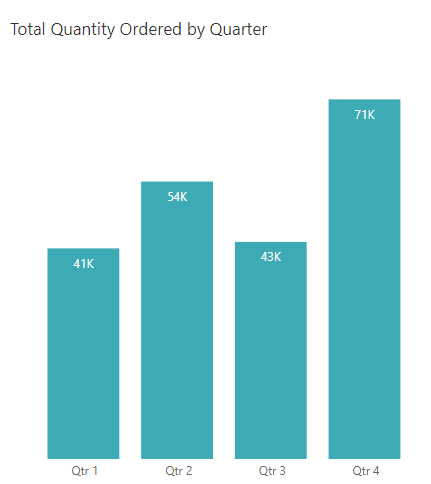 Total Quantity Ordered by Quarter
71K
54K
43K
41K
Qtr 1 Qtr 2 Qtr 3 Qtr 4